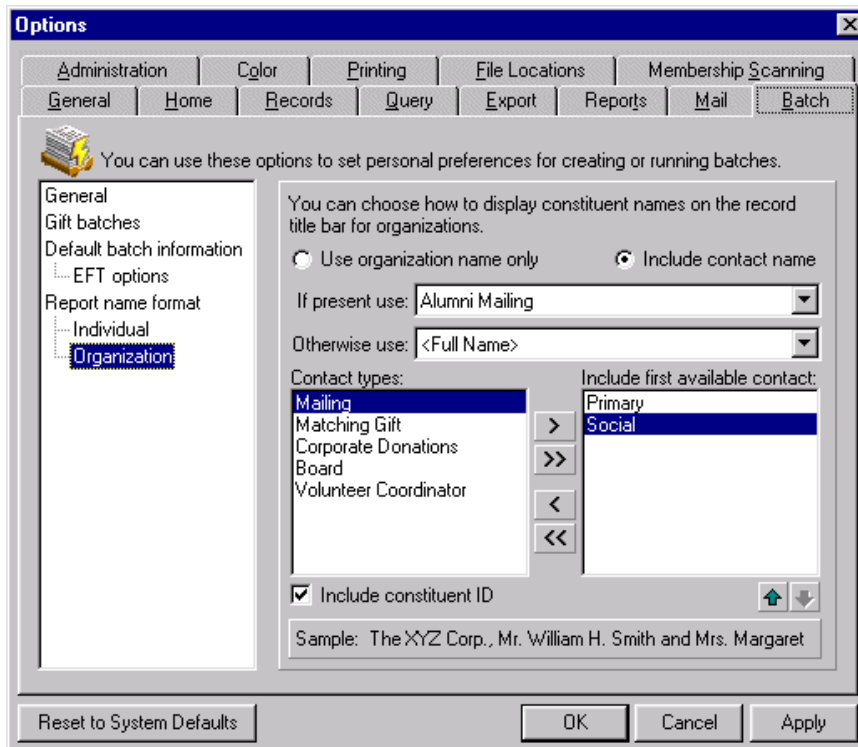 Options
Administration Color Printing File Locations Membership Scanning
General Home Records Query Export Reports Mail Batch
You can use these options to set personal preferences for creating or running batches.
General
Gift batches
Default batch information
EFT options
Report name format
Individual
Organization
You can choose how to display constituent names on the record
title bar for organizations.
Use organization name only Include contact name
If present use: Alumni Mailing
Otherwise use: <Full Name>
Contact types:
Mailing
Matching Gift
Corporate Donations
Board
Volunteer Coordinator
>
>>
<
<<
Include first available contact:
Primary
Social
Include constituent ID
Sample: The XYZ Corp., Mr. William H. Smith and Mrs. Margaret
Reset to System Defaults OK Cancel Apply